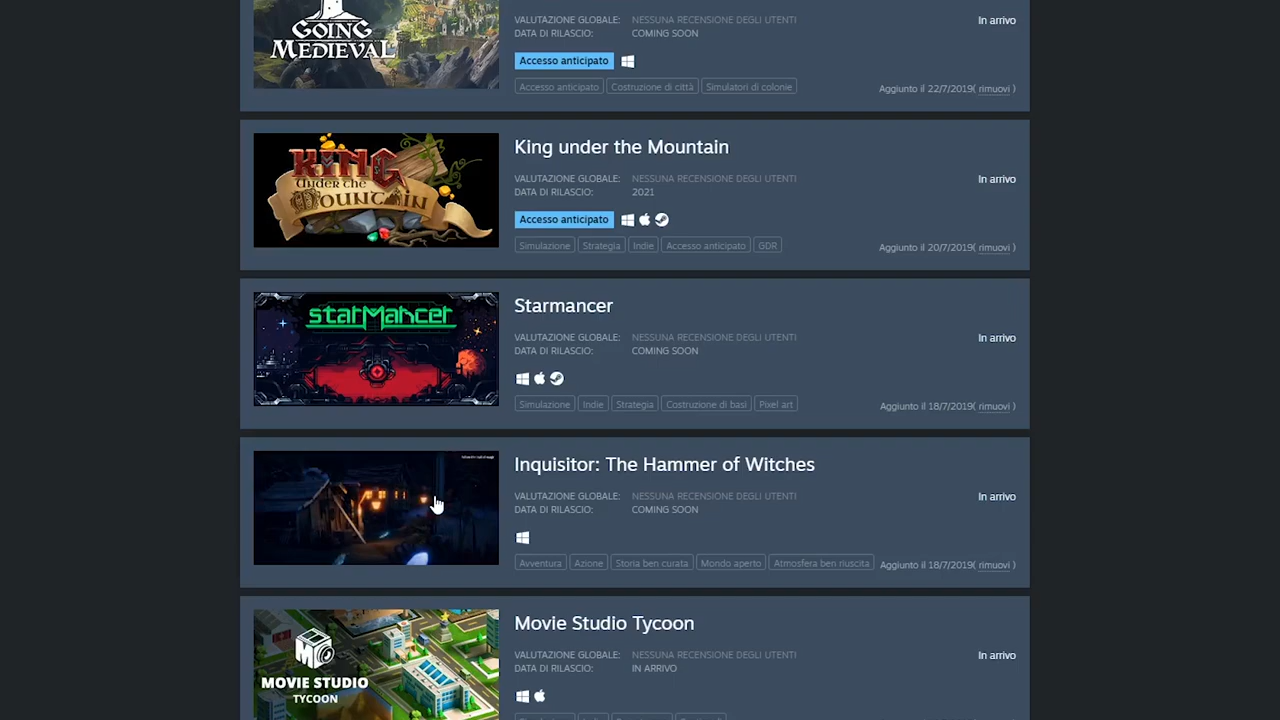 GOING
MEDIEVAL
VALUTAZIONE GLOBALE: NESSUNA RECENSIONE DEGLI UTENTI
DATA DI RILASCIO: COMING SOON
In arrivo
Accesso anticipato
Accesso anticipato Costruzione di città Simulatori di colonie
Aggiunto il 22/7/2019( rimuovi )
KING
UNDER THE
MOUNTAIN
King under the Mountain
VALUTAZIONE GLOBALE: NESSUNA RECENSIONE DEGLI UTENTI
DATA DI RILASCIO: 2021
In arrivo
Accesso anticipato
Simulazione Strategia Indie Accesso anticipato GDR
Aggiunto il 20/7/2019( rimuovi )
starmancer
Starmancer
VALUTAZIONE GLOBALE: NESSUNA RECENSIONE DEGLI UTENTI
DATA DI RILASCIO: COMING SOON
In arrivo
Simulazione Indie Strategia Costruzione di basi Pixel art
Aggiunto il 18/7/2019( rimuovi )
Inquisitor: The Hammer of Witches
VALUTAZIONE GLOBALE: NESSUNA RECENSIONE DEGLI UTENTI
DATA DI RILASCIO: COMING SOON
In arrivo
Avventura Azione Storia ben curata Mondo aperto Atmosfera ben riuscita
Aggiunto il 18/7/2019( rimuovi )
MOVIE STUDIO
TYCOON
Movie Studio Tycoon
VALUTAZIONE GLOBALE: NESSUNA RECENSIONE DEGLI UTENTI
DATA DI RILASCIO: IN ARRIVO
In arrivo